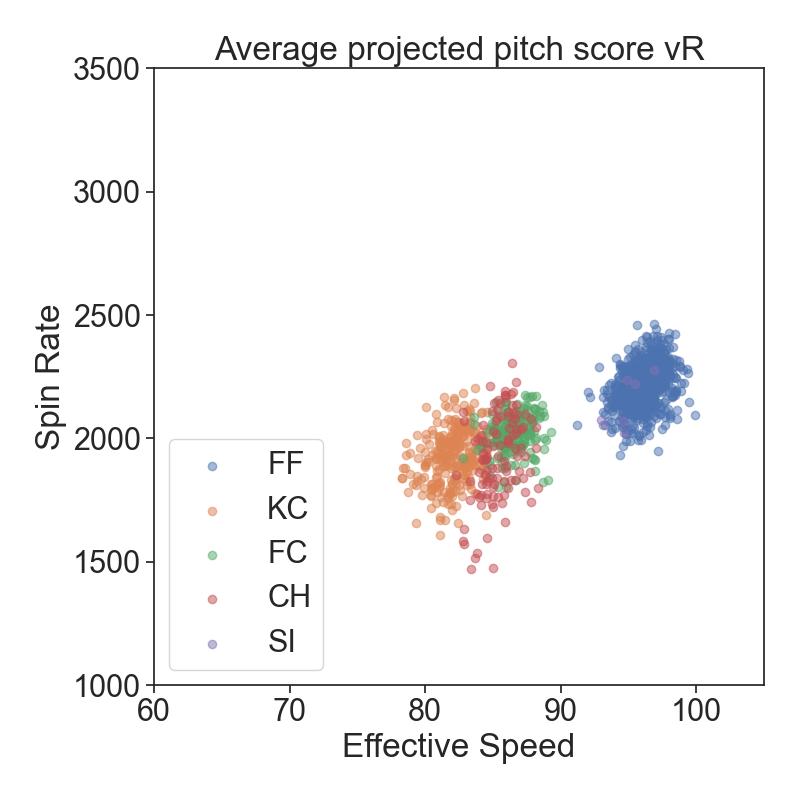 Average projected pitch score vR
3500
3000
2500
2000
1500
1000
Spin Rate
FF
KC
FC
CH
SI
60 70 80 90 100
Effective Speed